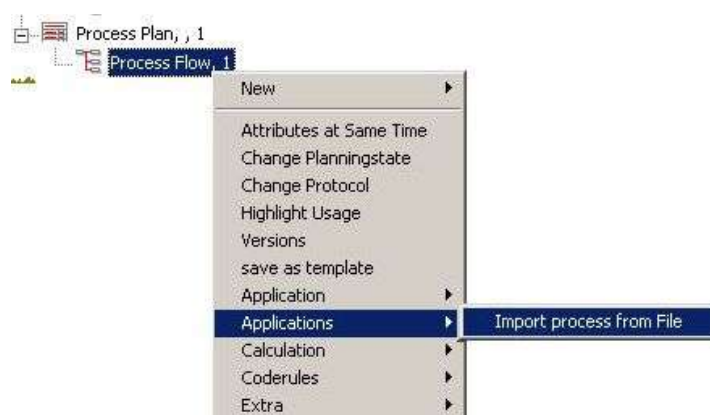 Process Plan, , 1
Process Flow, 1
New
Attributes at Same Time
Change Planningstate
Change Protocol
Highlight Usage
Versions
save as template
Application
Applications
Import process from File
Calculation
Coderules
Extra